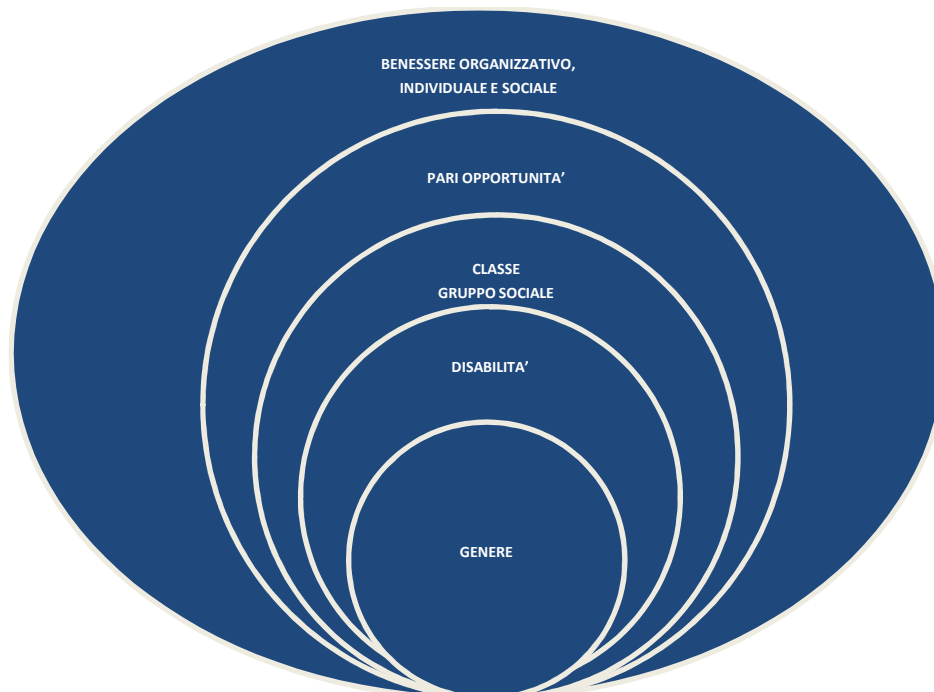 BENESSERE ORGANIZZATIVO,
INDIVIDUALE E SOCIALE
PARI OPPORTUNITA’
CLASSE
GRUPPO SOCIALE
DISABILITA’
GENERE